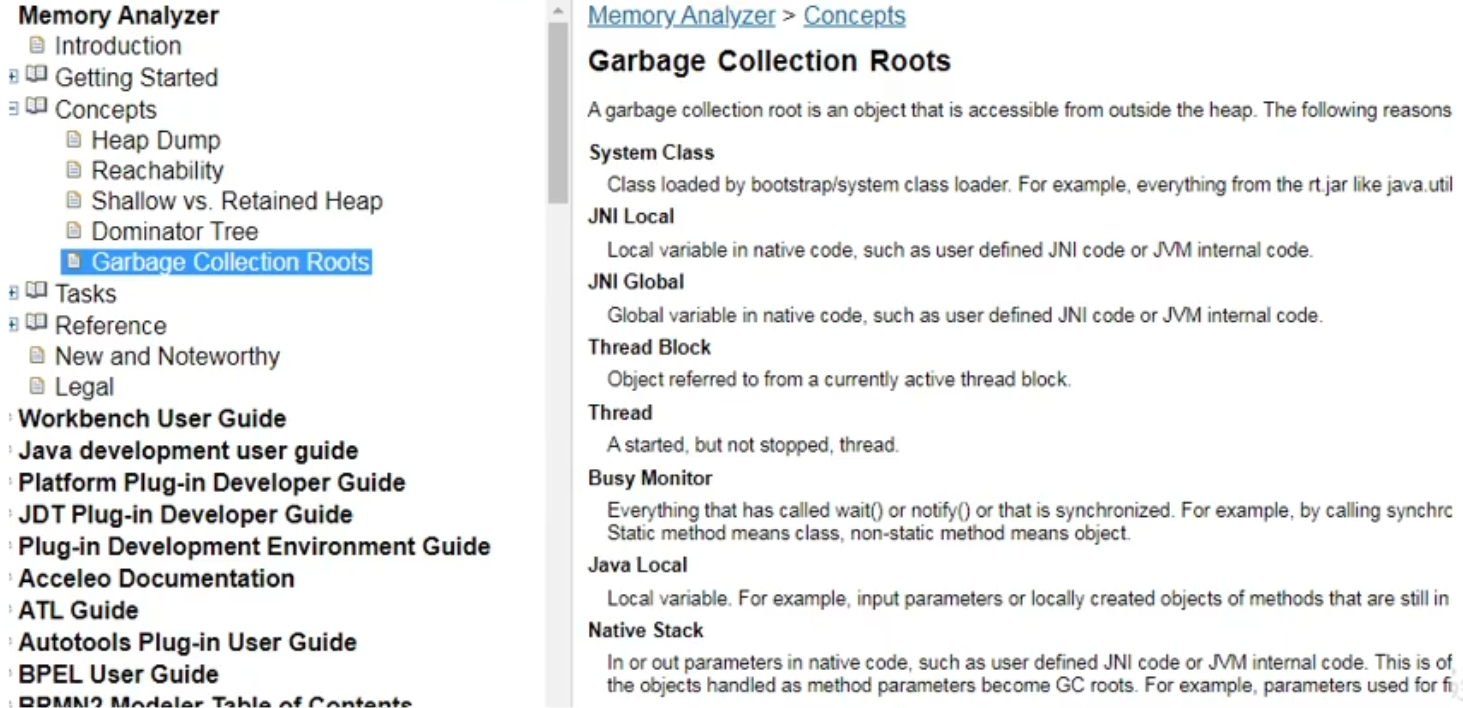 Memory Analyzer
Introduction
Getting Started
Concepts
Heap Dump
Reachability
Shallow vs. Retained Heap
Dominator Tree
Garbage Collection Roots
Tasks
Reference
New and Noteworthy
Legal
Workbench User Guide
Java development user guide
Platform Plug-in Developer Guide
JDT Plug-in Developer Guide
Plug-in Development Environment Guide
Acceleo Documentation
ATL Guide
Autotools Plug-in User Guide
BPEL User Guide
BPMN2 Modeler Table of Contents
Memory Analyzer > Concepts
Garbage Collection Roots
A garbage collection root is an object that is accessible from outside the heap. The following reasons
System Class
Class loaded by bootstrap/system class loader. For example, everything from the rt.jar like java.util
JNI Local
Local variable in native code, such as user defined JNI code or JVM internal code.
JNI Global
Global variable in native code, such as user defined JNI code or JVM internal code.
Thread Block
Object referred to from a currently active thread block.
Thread
A started, but not stopped, thread.
Busy Monitor
Everything that has called wait() or notify() or that is synchronized. For example, by calling synchrc
Static method means class, non-static method means object.
Java Local
Local variable. For example, input parameters or locally created objects of methods that are still in
Native Stack
In or out parameters in native code, such as user defined JNI code or JVM internal code. This is of
the objects handled as method parameters become GC roots. For example, parameters used for fi